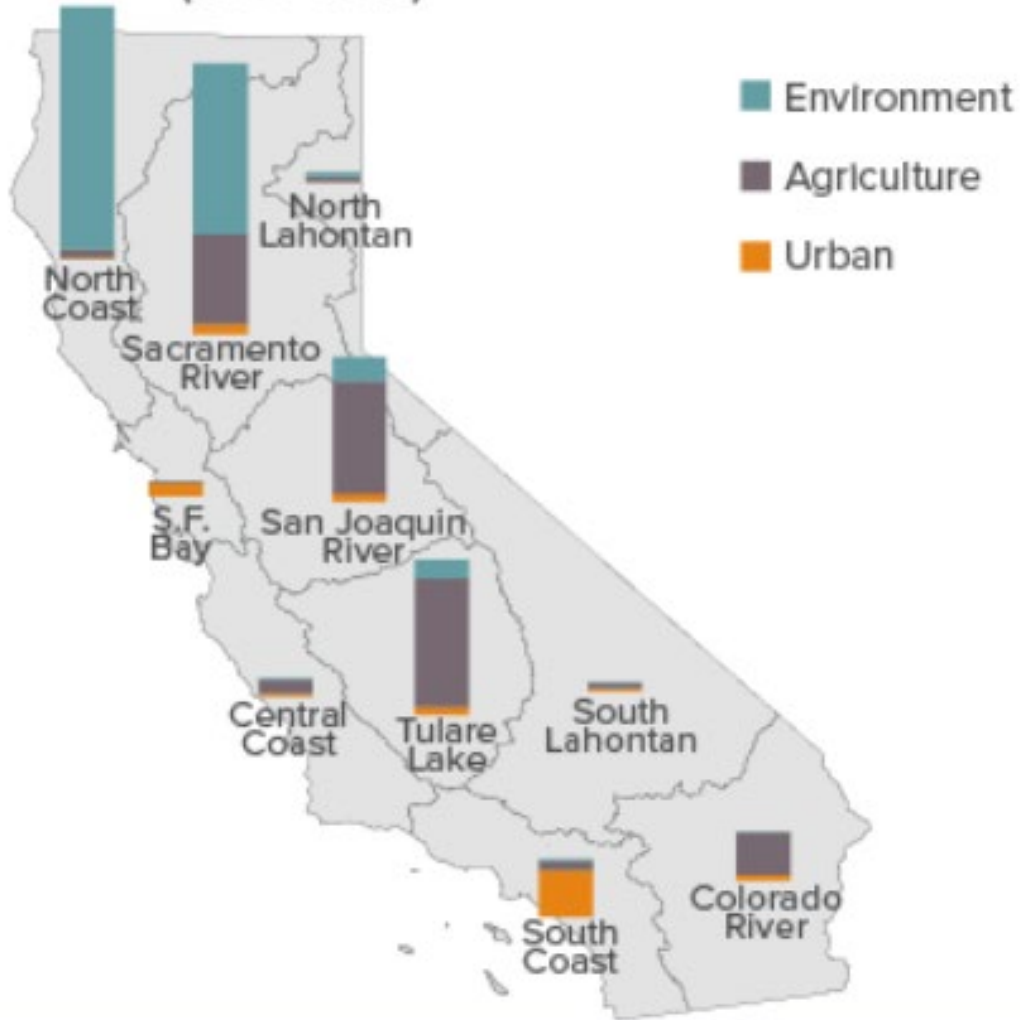 Environment
Agriculture
Urban
North
Lahontan
North
Coast
Sacramento
River
S.F.
Bay
San Joaquin
River
Central
Coast
Tulare
Lake
South
Lahontan
Colorado
River
South
Coast